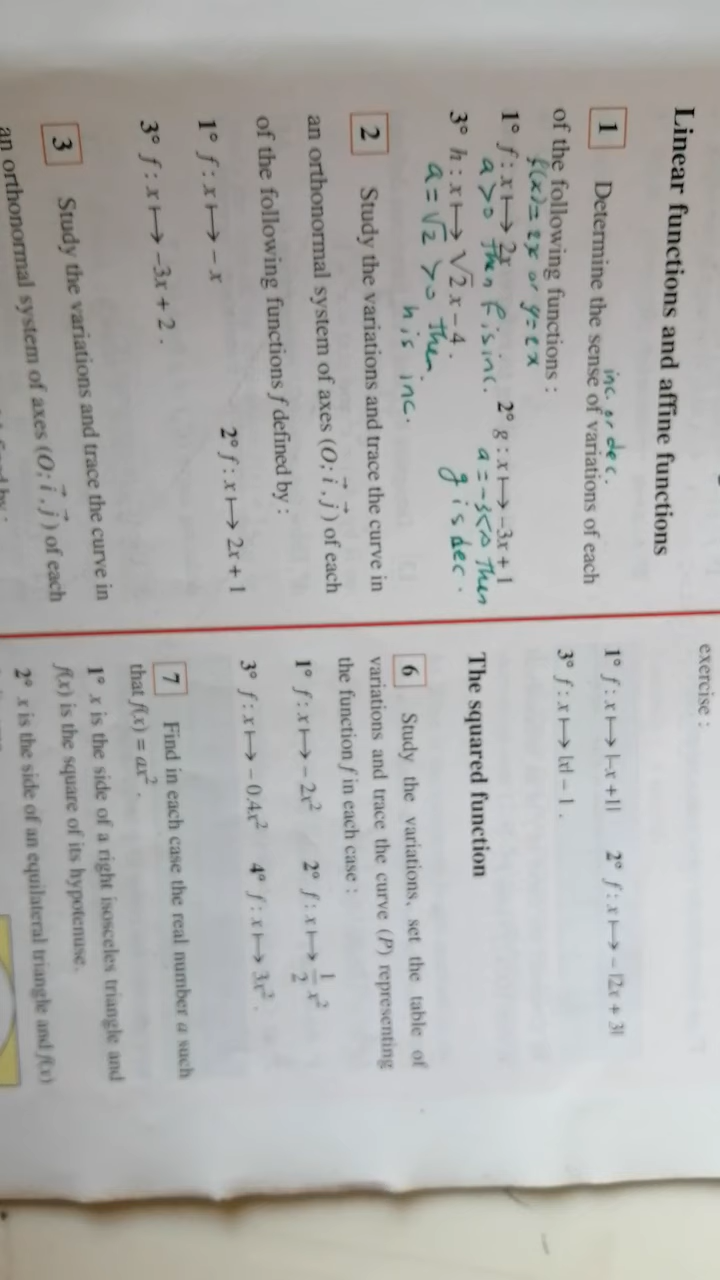 Linear functions and affine functions
inc. or dec.
1 Determine the sense of variations of each
of the following functions :
f(x)=2x or y=2x
1° f : x ↦ 2x 2° g : x ↦ -3x + 1
a>0 then f is inc. a=-3<0 then
g is dec.
3° h : x ↦ √2 x - 4 .
a = √2 >0 then
h is inc.
2 Study the variations and trace the curve in
an orthonormal system of axes (O; i⃗ , j⃗ ) of each
of the following functions f defined by :
1° f : x ↦ - x 2° f : x ↦ 2x + 1
3° f : x ↦ -3x + 2 .
3 Study the variations and trace the curve in
an orthonormal system of axes (O; i⃗ , j⃗ ) of each
exercise :
1° f : x ↦ |-x +1| 2° f : x ↦ - |2x + 3|
3° f : x ↦ |x| - 1 .
The squared function
6 Study the variations, set the table of
variations and trace the curve (P) representing
the function f in each case :
1° f : x ↦ - 2x² 2° f : x ↦ 1/2 x²
3° f : x ↦ - 0.4x² 4° f : x ↦ 3x² .
7 Find in each case the real number a such
that f(x) = ax² .
1° x is the side of a right isosceles triangle and
f(x) is the square of its hypotenuse.
2° x is the side of an equilateral triangle and f(x)